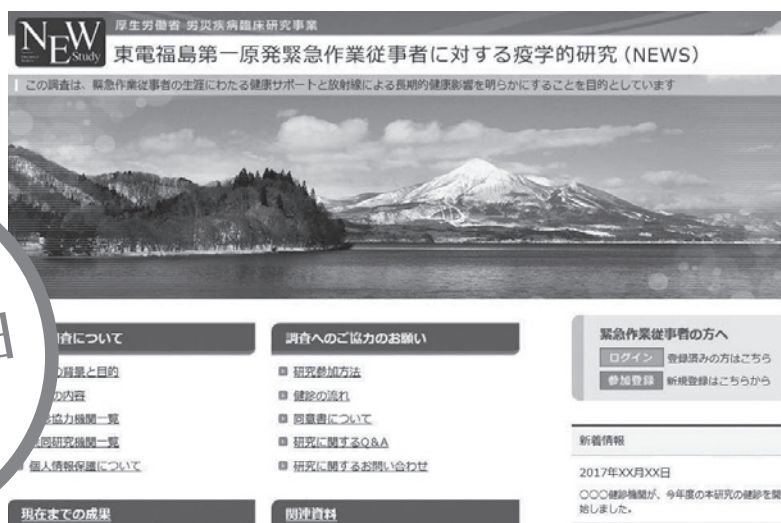 NEW Study
厚生労働省 労災疾病臨床研究事業
東電福島第一原発緊急作業従事者に対する疫学的研究 (NEWS)
この調査は、緊急作業従事者の生涯にわたる健康サポートと放射線による長期的健康影響を明らかにすることを目的としています
査について
の背景と目的
の内容
協力機関一覧
同研究機関一覧
個人情報保護について
現在までの成果
調査へのご協力のお願い
研究参加方法
健診の流れ
同意書について
研究に関するQ&A
研究に関するお問い合わせ
関連資料
緊急作業従事者の方へ
ログイン 登録済みの方はこちら
参加登録 新規登録はこちらから
新着情報
2017年XX月XX日
○○○健診機関が、今年度の本研究の健診を開
始しました。